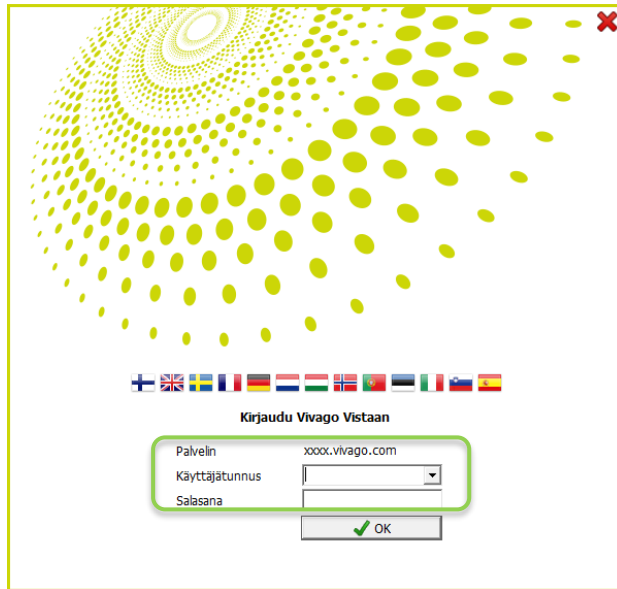 Kirjaudu Vivago Vistaan
Palvelin xxxx.vivago.com
Käyttäjätunnus
Salasana
OK